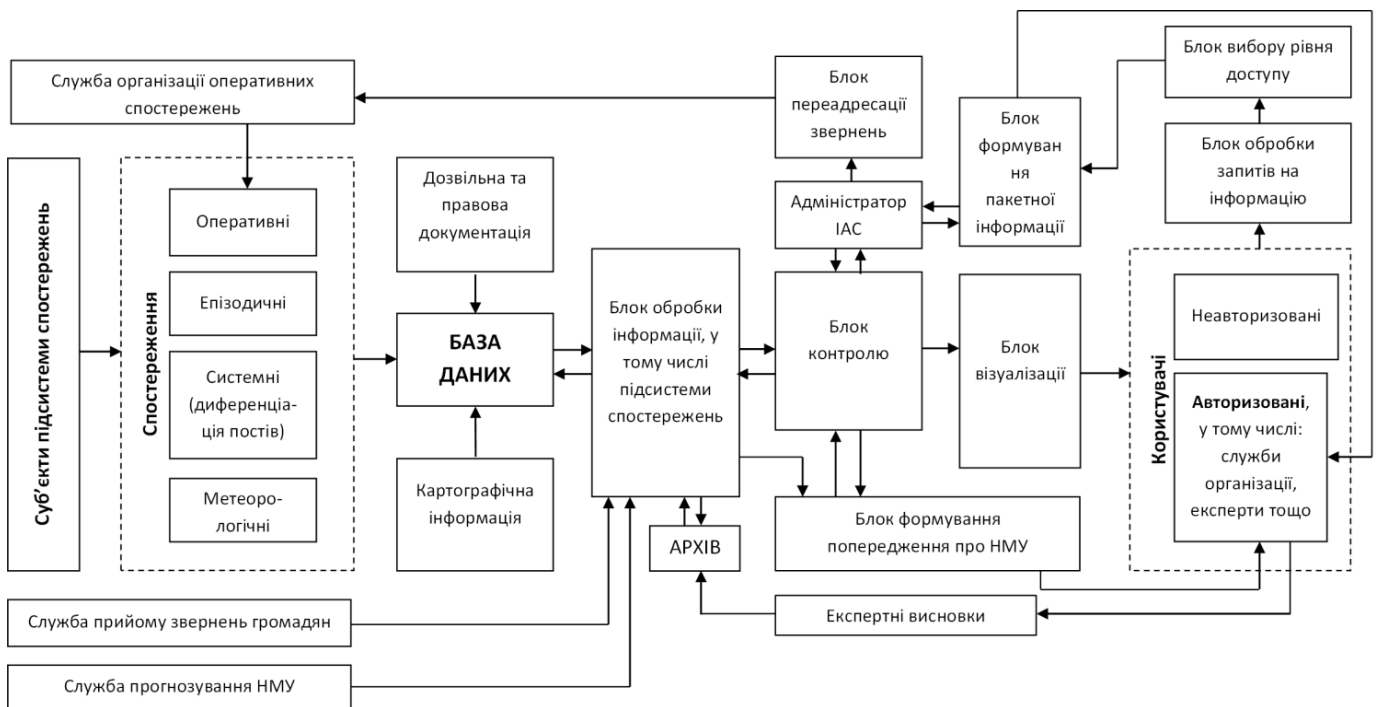 Служба організації оперативних
спостережень
Блок
переадресації
звернень
Блок
формуван
ня
пакетної
інформації
Блок вибору рівня
доступу
Блок обробки
запитів на
інформацію
Суб’єкти підсистеми спостережень
Спостереження
Оперативні
Епізодичні
Системні
(диференціа-
ція постів)
Метеоро-
логічні
Дозвільна та
правова
документація
БАЗА
ДАНИХ
Картографічна
інформація
Блок обробки
інформації, у
тому числі
підсистеми
спостережень
АРХІВ
Адміністратор
ІАС
Блок
контролю
Блок
візуалізації
Блок формування
попередження про НМУ
Експертні висновки
Користувачі
Неавторизовані
Авторизовані,
у тому числі:
служби
організації,
експерти тощо
Служба прийому звернень громадян
Служба прогнозування НМУ